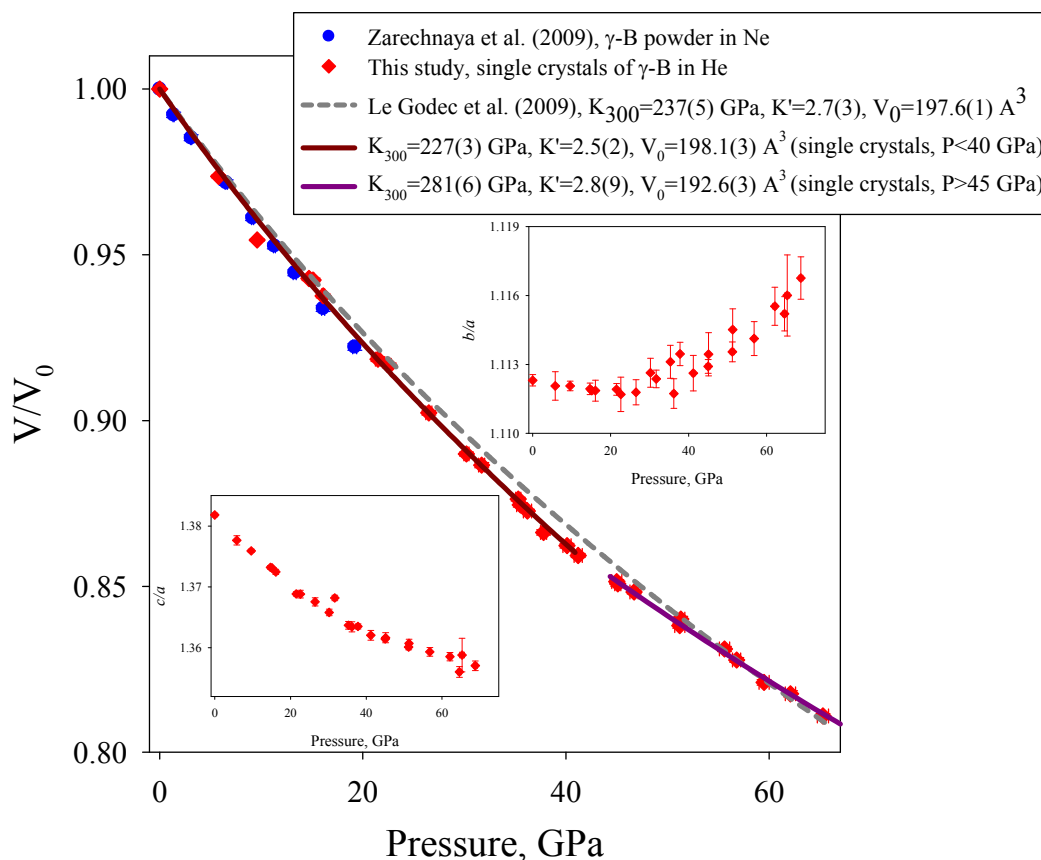 Zarechnaya et al. (2009), γ-B powder in Ne
This study, single crystals of γ-B in He
Le Godec et al. (2009), K300=237(5) GPa, K'=2.7(3), V0=197.6(1) A3
K300=227(3) GPa, K'=2.5(2), V0=198.1(3) A3 (single crystals, P<40 GPa)
K300=281(6) GPa, K'=2.8(9), V0=192.6(3) A3 (single crystals, P>45 GPa)
1.00
0.95
0.90
0.85
0.80
V/V0
0
20
40
60
Pressure, GPa
1.119
1.116
1.113
1.110
b/a
0
20
40
60
Pressure, GPa
1.38
1.37
1.36
c/a
0
20
40
60
Pressure, GPa